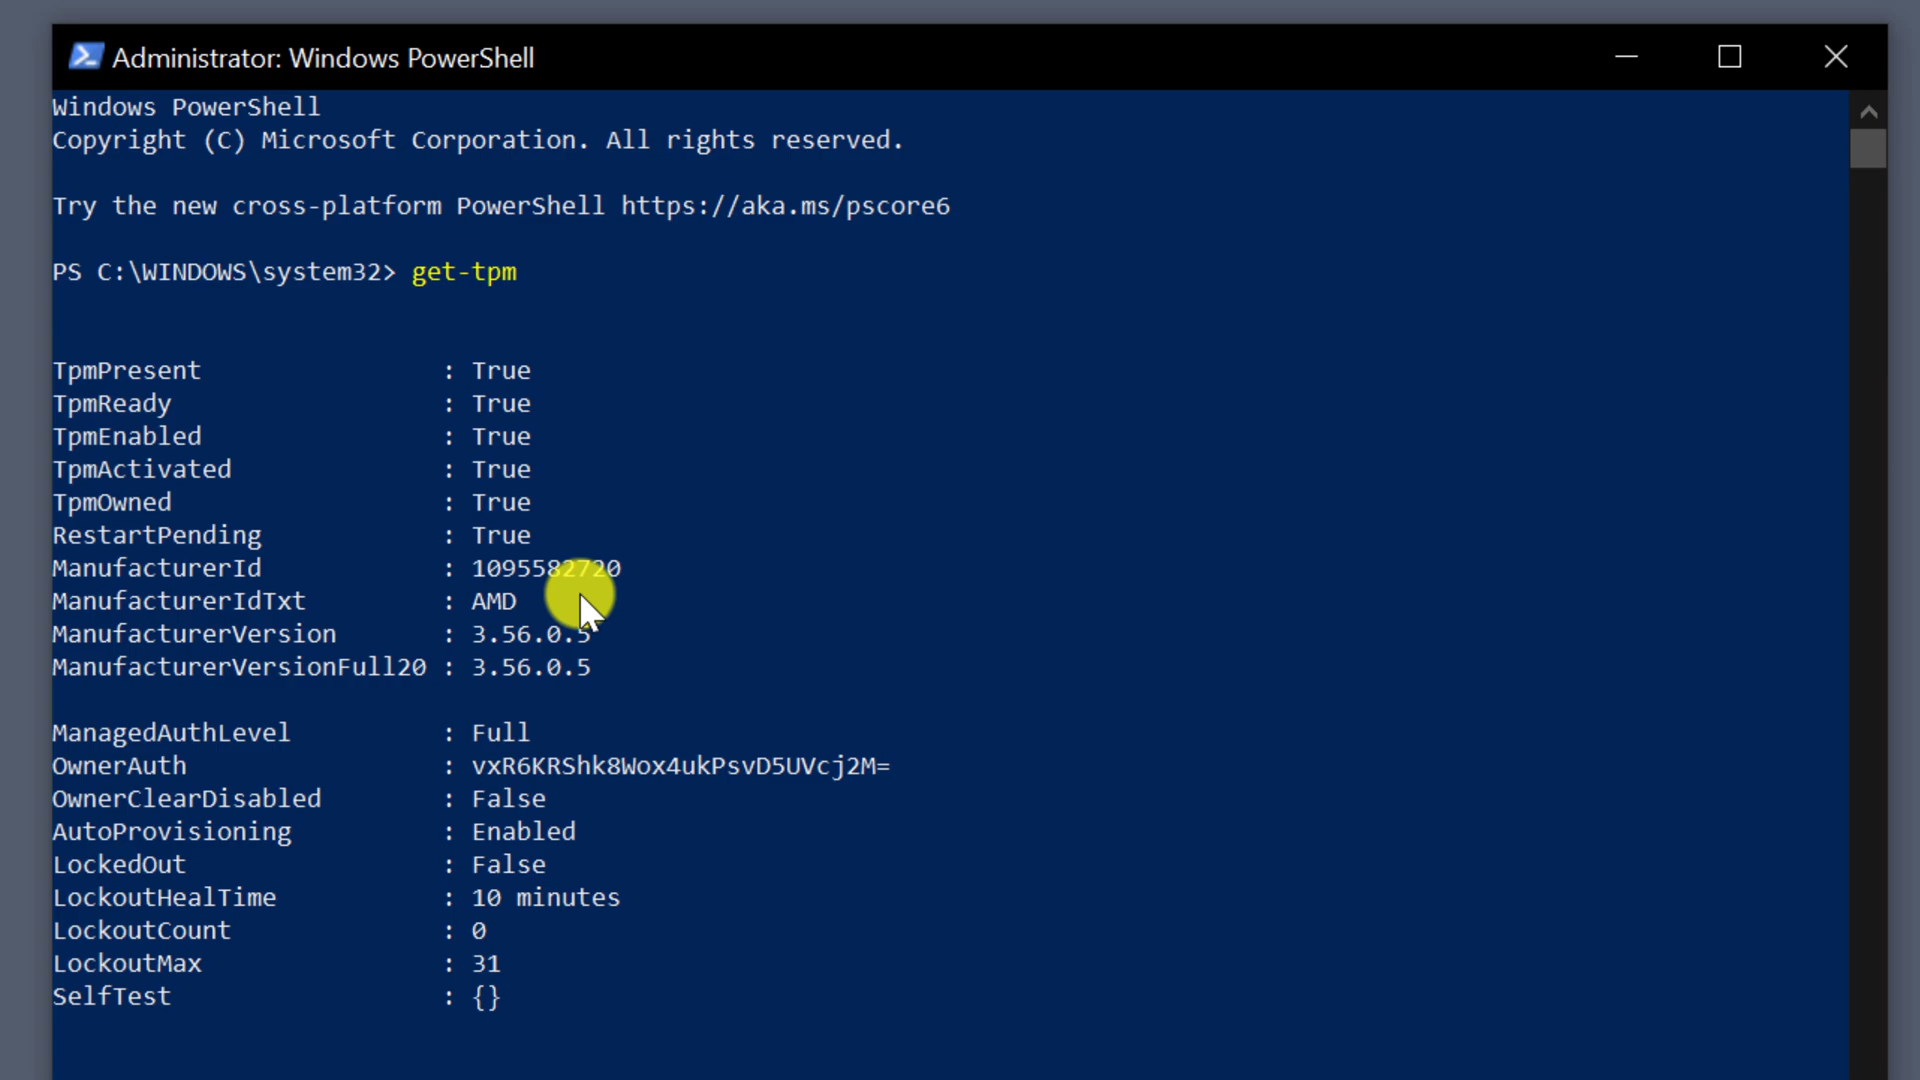 Administrator: Windows PowerShell
Windows PowerShell
Copyright (C) Microsoft Corporation. All rights reserved.
Try the new cross-platform PowerShell https://aka.ms/pscore6
PS C:\WINDOWS\system32> get-tpm
TpmPresent : True
TpmReady : True
TpmEnabled : True
TpmActivated : True
TpmOwned : True
RestartPending : True
ManufacturerId : 1095582720
ManufacturerIdTxt : AMD
ManufacturerVersion : 3.56.0.5
ManufacturerVersionFull20 : 3.56.0.5
ManagedAuthLevel : Full
OwnerAuth : vxR6KRShk8Wox4ukPsvD5UVcj2M=
OwnerClearDisabled : False
AutoProvisioning : Enabled
LockedOut : False
LockoutHealTime : 10 minutes
LockoutCount : 0
LockoutMax : 31
SelfTest : {}